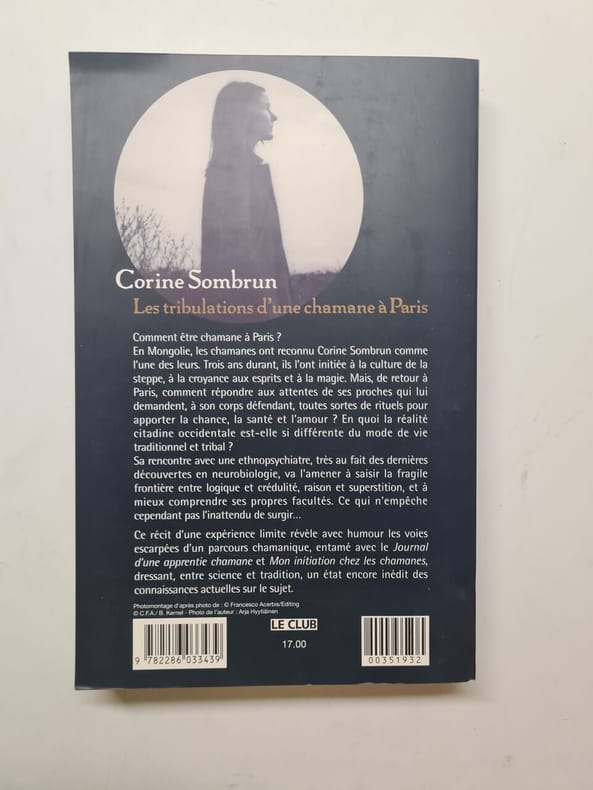 Corine Sombrun
Les tribulations d'une chamane à Paris
Comment être chamane à Paris ?
En Mongolie, les chamanes ont reconnu Corine Sombrun comme
l'une des leurs. Trois ans durant, ils l'ont initiée à la culture de la
steppe, à la croyance aux esprits et à la magie. Mais, de retour à
Paris, comment répondre aux attentes de ses proches qui lui
demandent, à son corps défendant, toutes sortes de rituels pour
apporter la chance, la santé et l'amour ? En quoi la réalité
citadine occidentale est-elle si différente du mode de vie
traditionnel et tribal ?
Sa rencontre avec une ethnopsychiatre, très au fait des dernières
découvertes en neurobiologie, va l'amener à saisir la fragile
frontière entre logique et crédulité, raison et superstition, et à
mieux comprendre ses propres facultés. Ce qui n'empêche
cependant pas l'inattendu de surgir...
Ce récit d'une expérience limite révèle avec humour les voies
escarpées d'un parcours chamanique, entamé avec le Journal
d'une apprentie chamane et Mon initiation chez les chamanes,
dressant, entre science et tradition, un état encore inédit des
connaissances actuelles sur le sujet.
Photomontage d'après photo de : © Francesco Acerbis/Editing
© C.F.A./ B. Kernel - Photo de l'auteur : Arja Hyytiäinen
LE CLUB
17.00
9 782286 033439
00351932